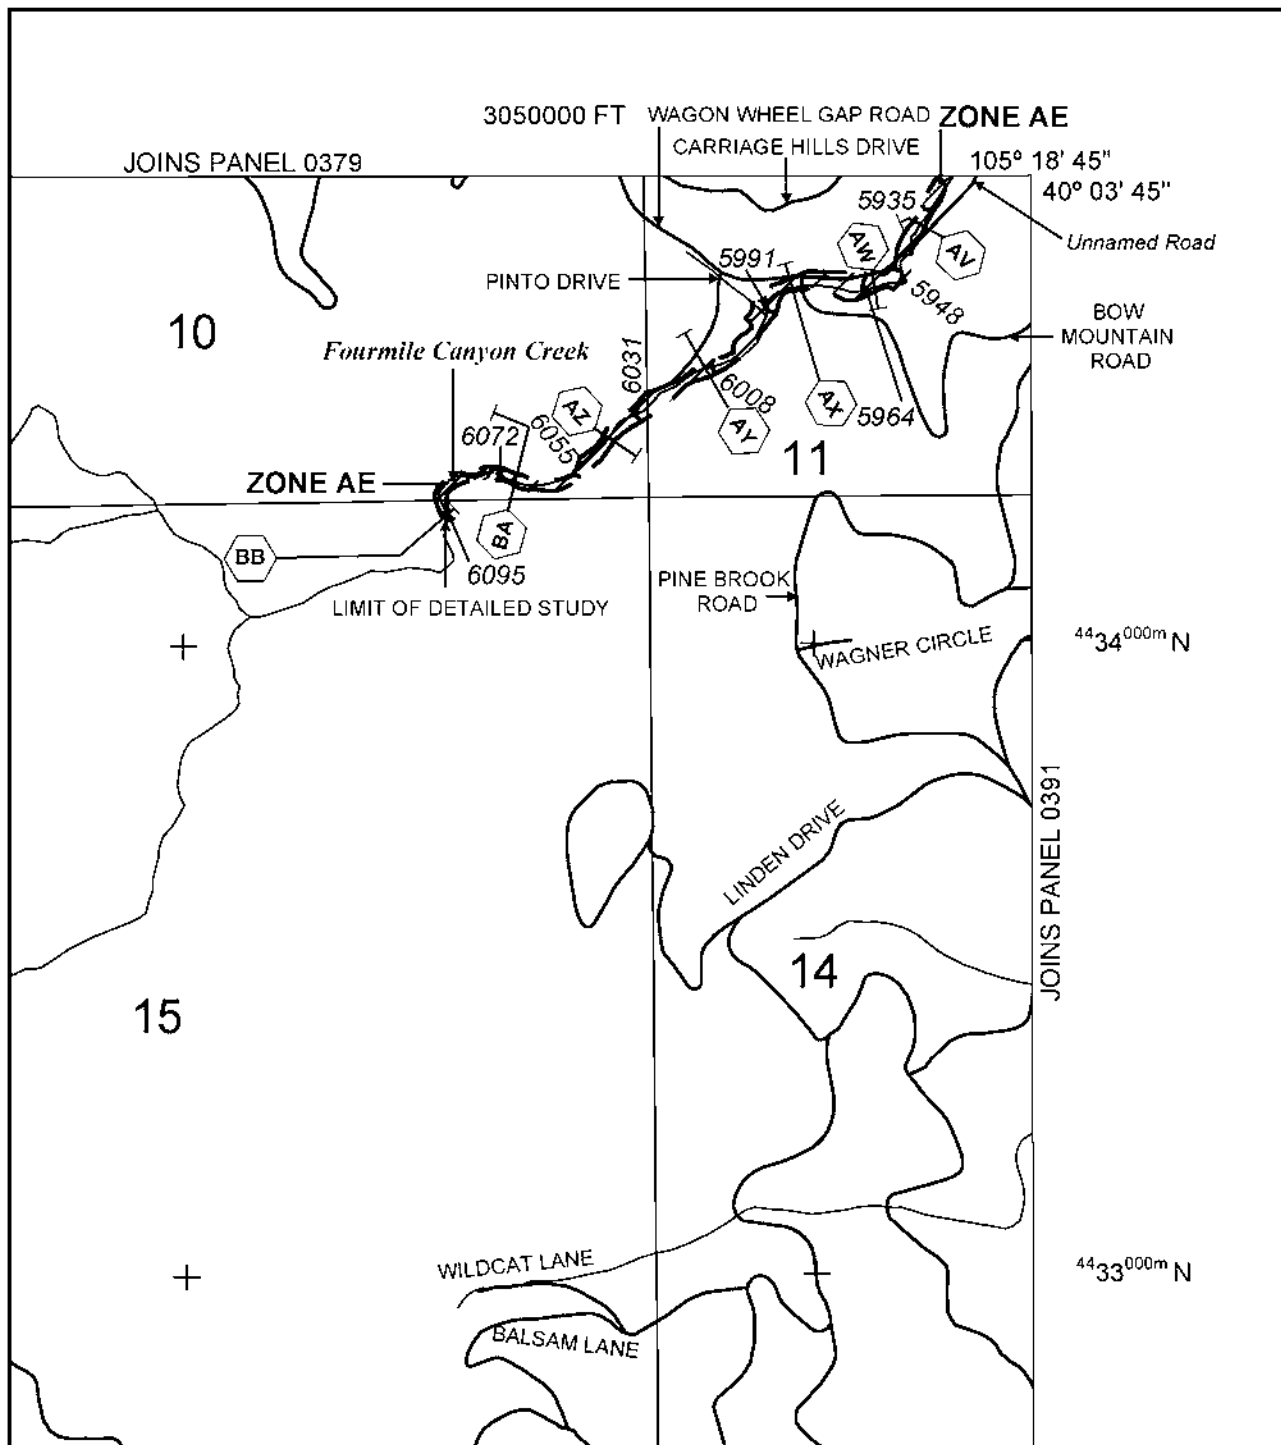 3050000 FT
WAGON WHEEL GAP ROAD
ZONE AE
CARRIAGE HILLS DRIVE
JOINS PANEL 0379
105° 18' 45"
40° 03' 45"
5935
Unnamed Road
AW
AV
5991
PINTO DRIVE
5948
BOW
MOUNTAIN
ROAD
10
Fourmile Canyon Creek
6031
6008
AX
5964
AZ
AY
6072
6055
11
ZONE AE
BA
BB
6095
LIMIT OF DETAILED STUDY
PINE BROOK
ROAD
WAGNER CIRCLE
4434000m N
LINDEN DRIVE
JOINS PANEL 0391
14
15
WILDCAT LANE
4433000m N
BALSAM LANE